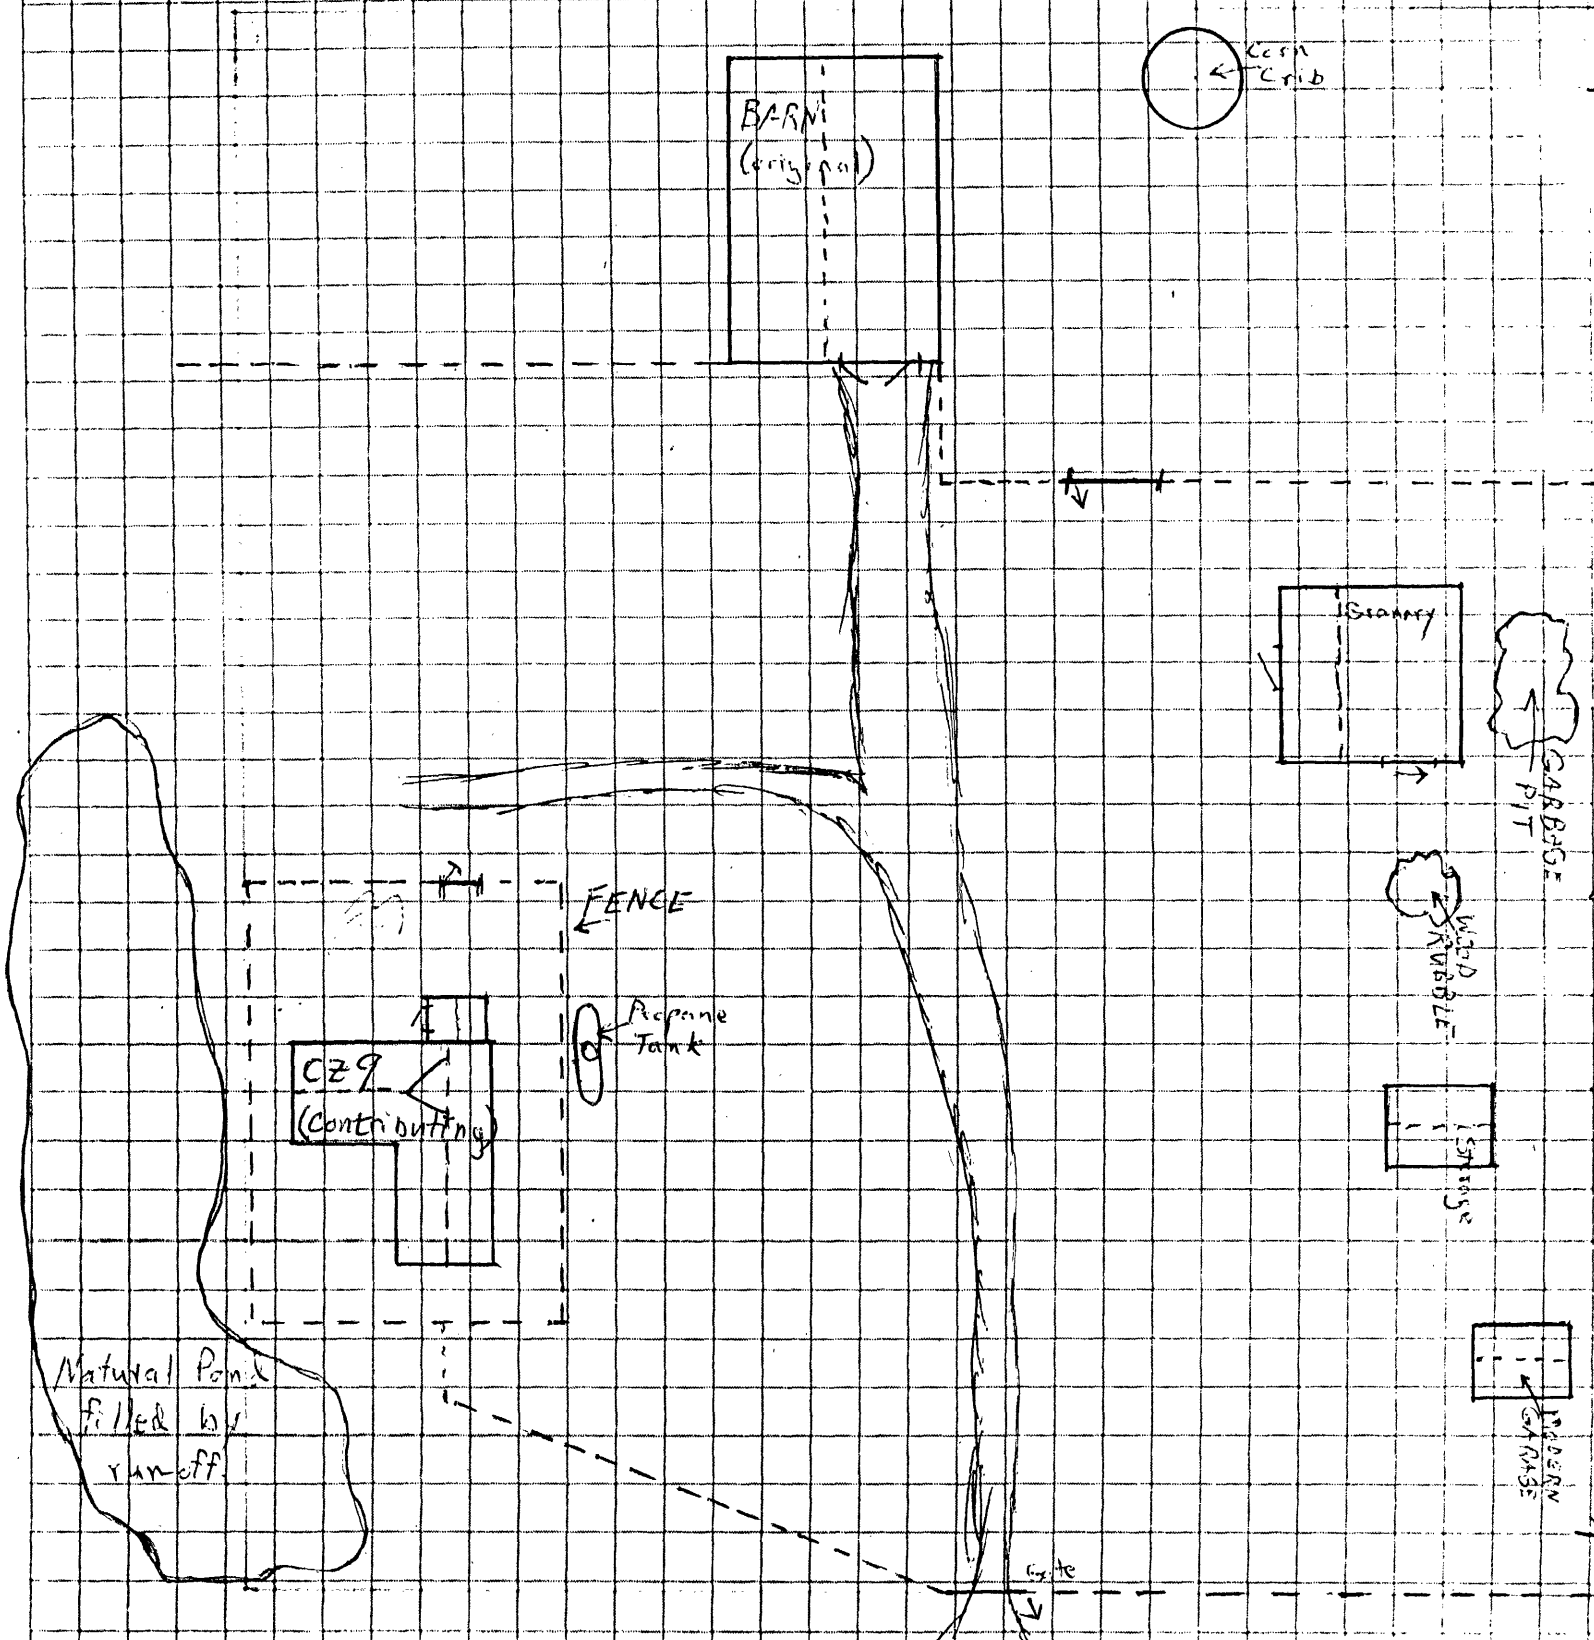 Corn
Crib
BARN
(original)
Granary
GARBAGE
PIT
FENCE
WOOD
RUBBLE
Propane
Tank
CZ9
(Contributing)
Storage
Natural Pond
filled by
run-off
MODERN
GARAGE
Gate